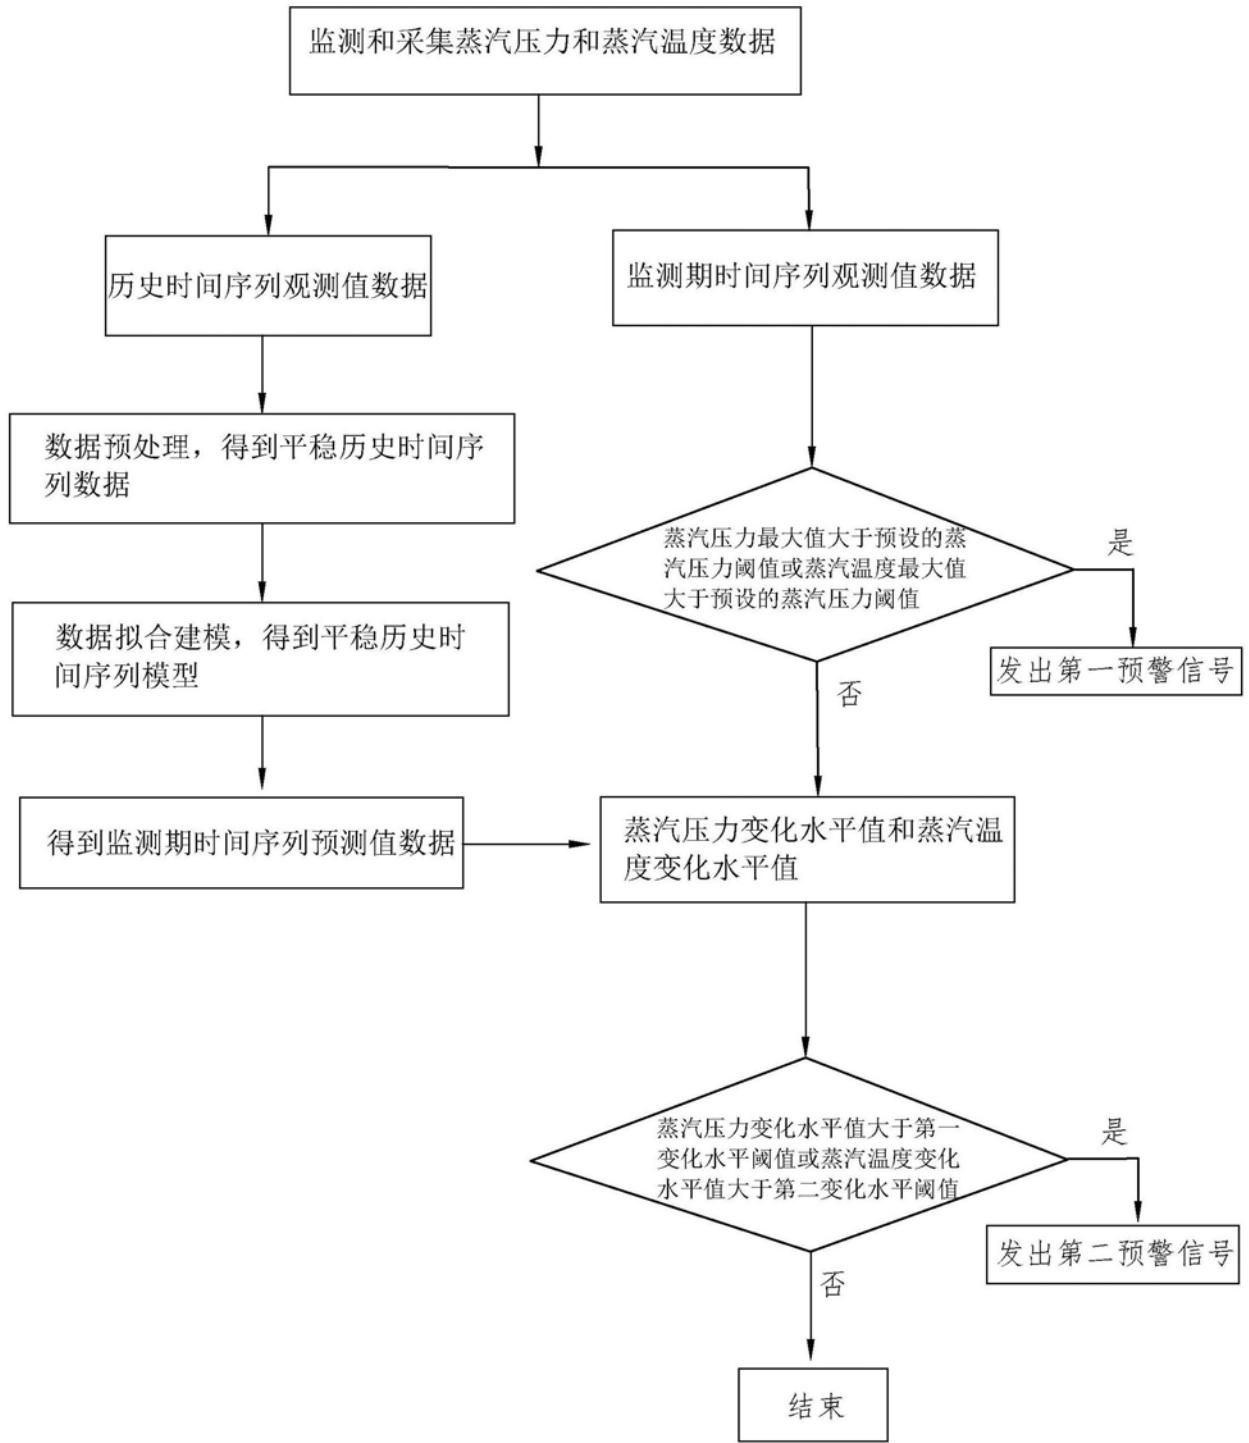 监测和采集蒸汽压力和蒸汽温度数据
历史时间序列观测值数据
监测期时间序列观测值数据
数据预处理，得到平稳历史时间序
列数据
蒸汽压力最大值大于预设的蒸
汽压力阈值或蒸汽温度最大值
大于预设的蒸汽压力阈值
是
发出第一预警信号
否
数据拟合建模，得到平稳历史时
间序列模型
得到监测期时间序列预测值数据
蒸汽压力变化水平值和蒸汽温
度变化水平值
蒸汽压力变化水平值大于第一
变化水平阈值或蒸汽温度变化
水平值大于第二变化水平阈值
是
发出第二预警信号
否
结束